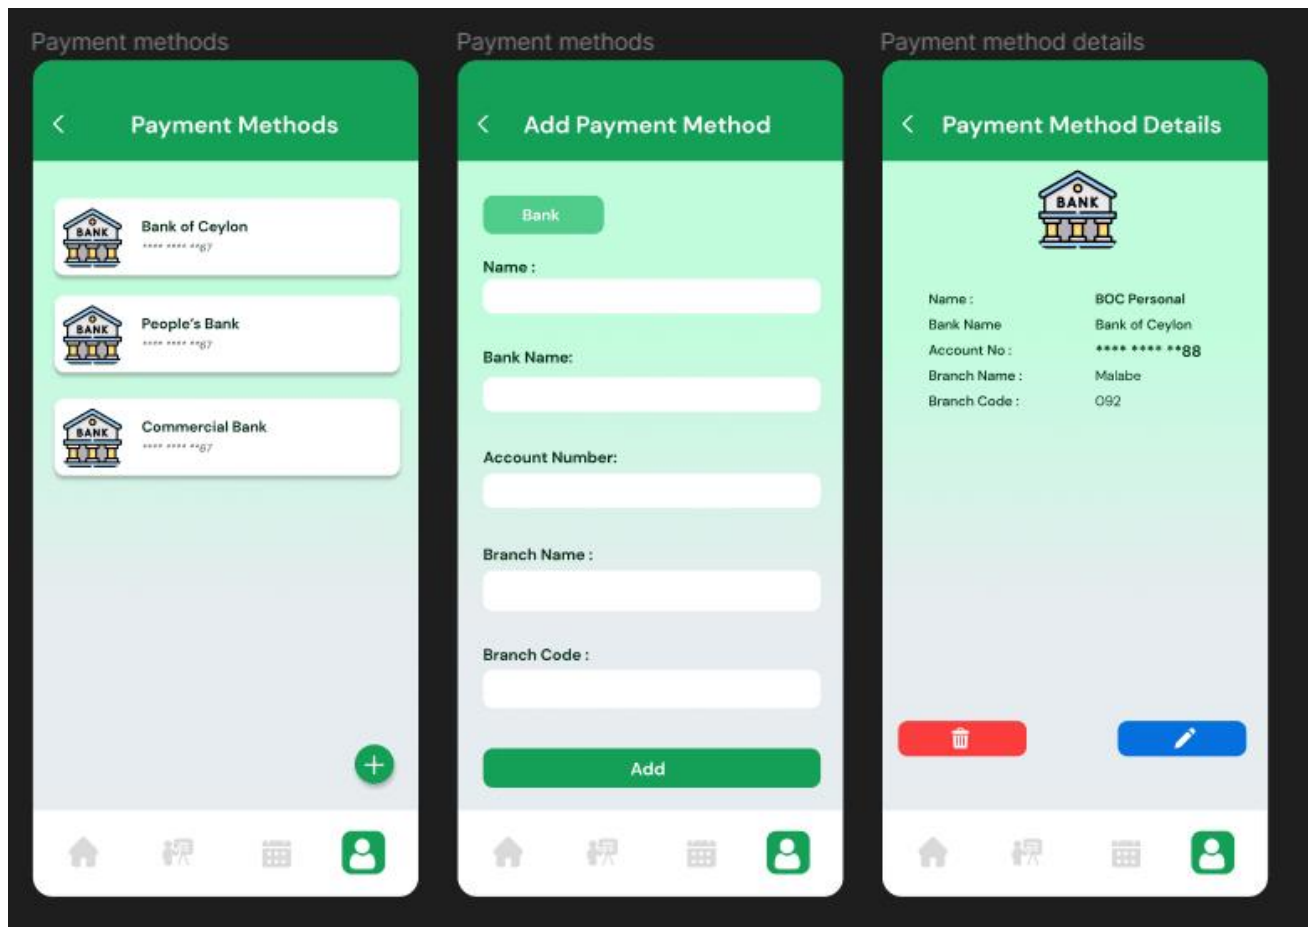 Payment methods
Payment Methods
BANK
Bank of Ceylon
**** **** **67
BANK
People's Bank
**** **** **67
BANK
Commercial Bank
**** **** **67
Payment methods
Add Payment Method
Bank
Name :
Bank Name:
Account Number:
Branch Name :
Branch Code :
Add
Payment method details
Payment Method Details
BANK
Name : BOC Personal
Bank Name Bank of Ceylon
Account No : **** **** **88
Branch Name : Malabe
Branch Code : 092